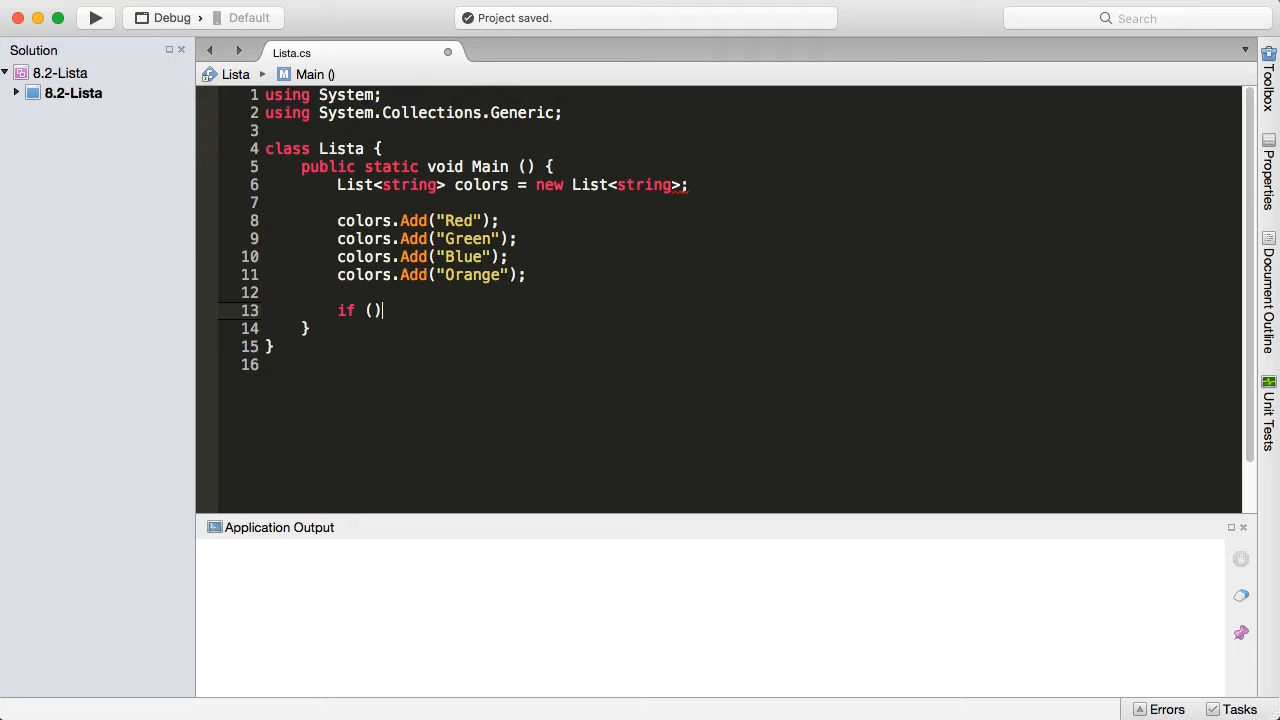 Debug › Default
Project saved.
Search
Solution
8.2-Lista
8.2-Lista
Lista.cs
Lista ▸ M Main ()
1 using System;
2 using System.Collections.Generic;
3
4 class Lista {
5     public static void Main () {
6         List<string> colors = new List<string>;
7
8         colors.Add("Red");
9         colors.Add("Green");
10         colors.Add("Blue");
11         colors.Add("Orange");
12
13         if ()
14     }
15 }
16
Toolbox
Properties
Document Outline
Unit Tests
Application Output
Errors
Tasks